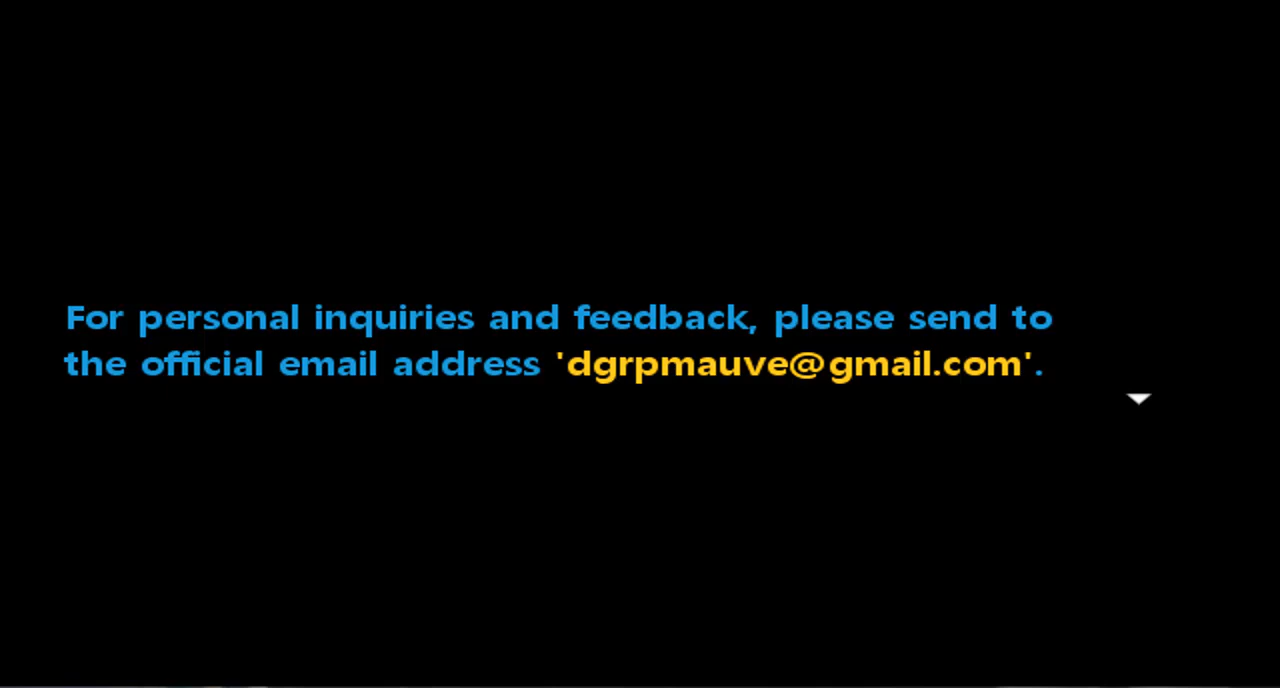 For personal inquiries and feedback, please send to
the official email address 'dgrpmauve@gmail.com'.